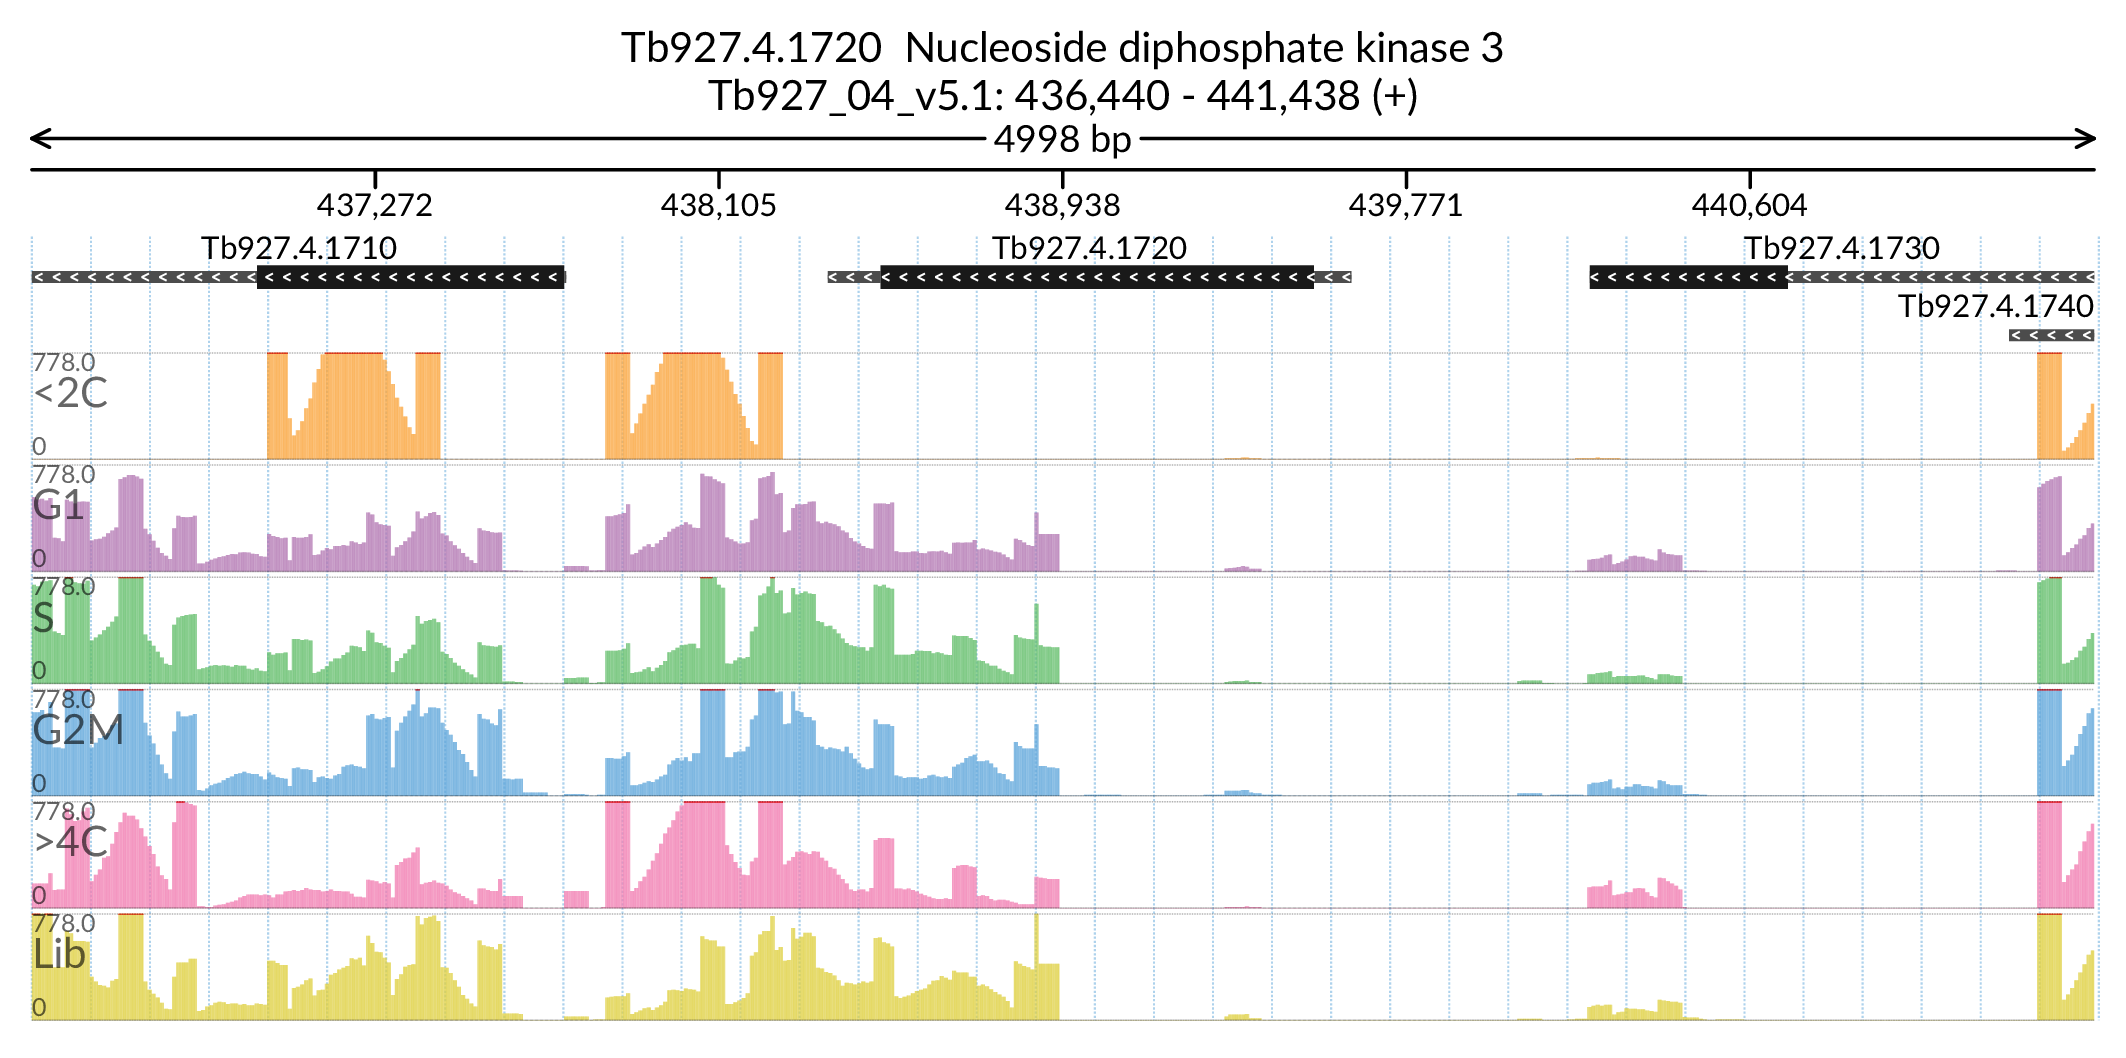 Tb927.4.1720  Nucleoside diphosphate kinase 3
Tb927_04_v5.1: 436,440 - 441,438 (+)
4998 bp
437,272 438,105 438,938 439,771 440,604
Tb927.4.1710 Tb927.4.1720 Tb927.4.1730
Tb927.4.1740
778.0
<2C
0
778.0
G1
0
778.0
S
0
778.0
G2M
0
778.0
>4C
0
778.0
Lib
0